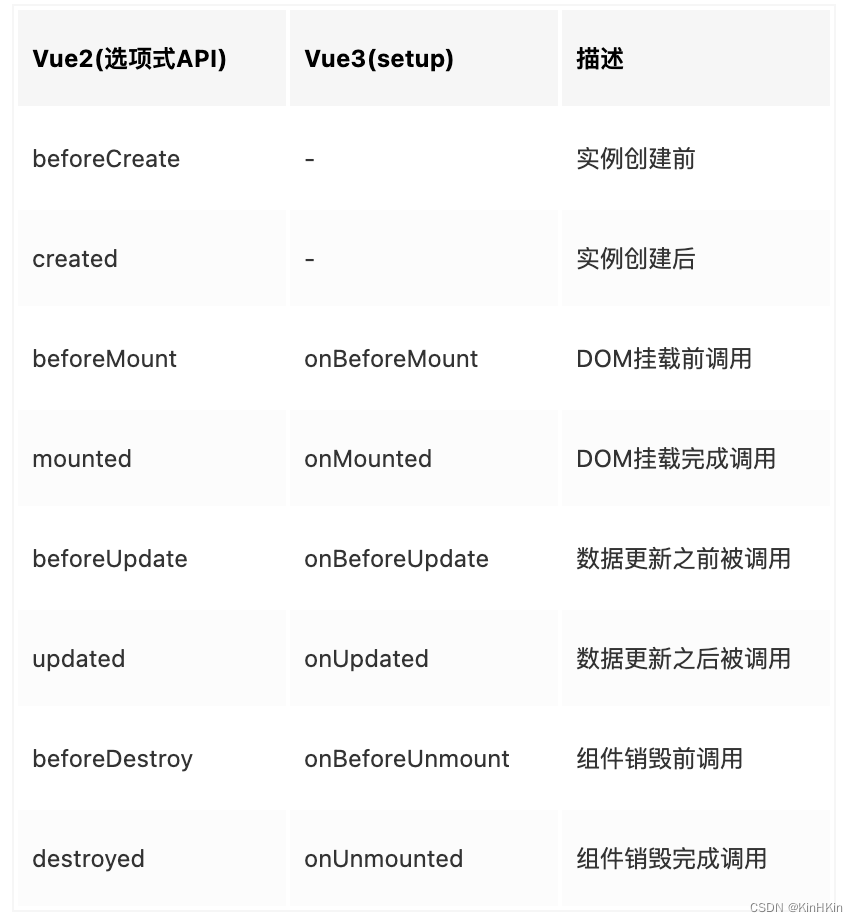 Vue2(选项式API) Vue3(setup) 描述
beforeCreate - 实例创建前
created - 实例创建后
beforeMount onBeforeMount DOM挂载前调用
mounted onMounted DOM挂载完成调用
beforeUpdate onBeforeUpdate 数据更新之前被调用
updated onUpdated 数据更新之后被调用
beforeDestroy onBeforeUnmount 组件销毁前调用
destroyed onUnmounted 组件销毁完成调用
CSDN @KinHKin